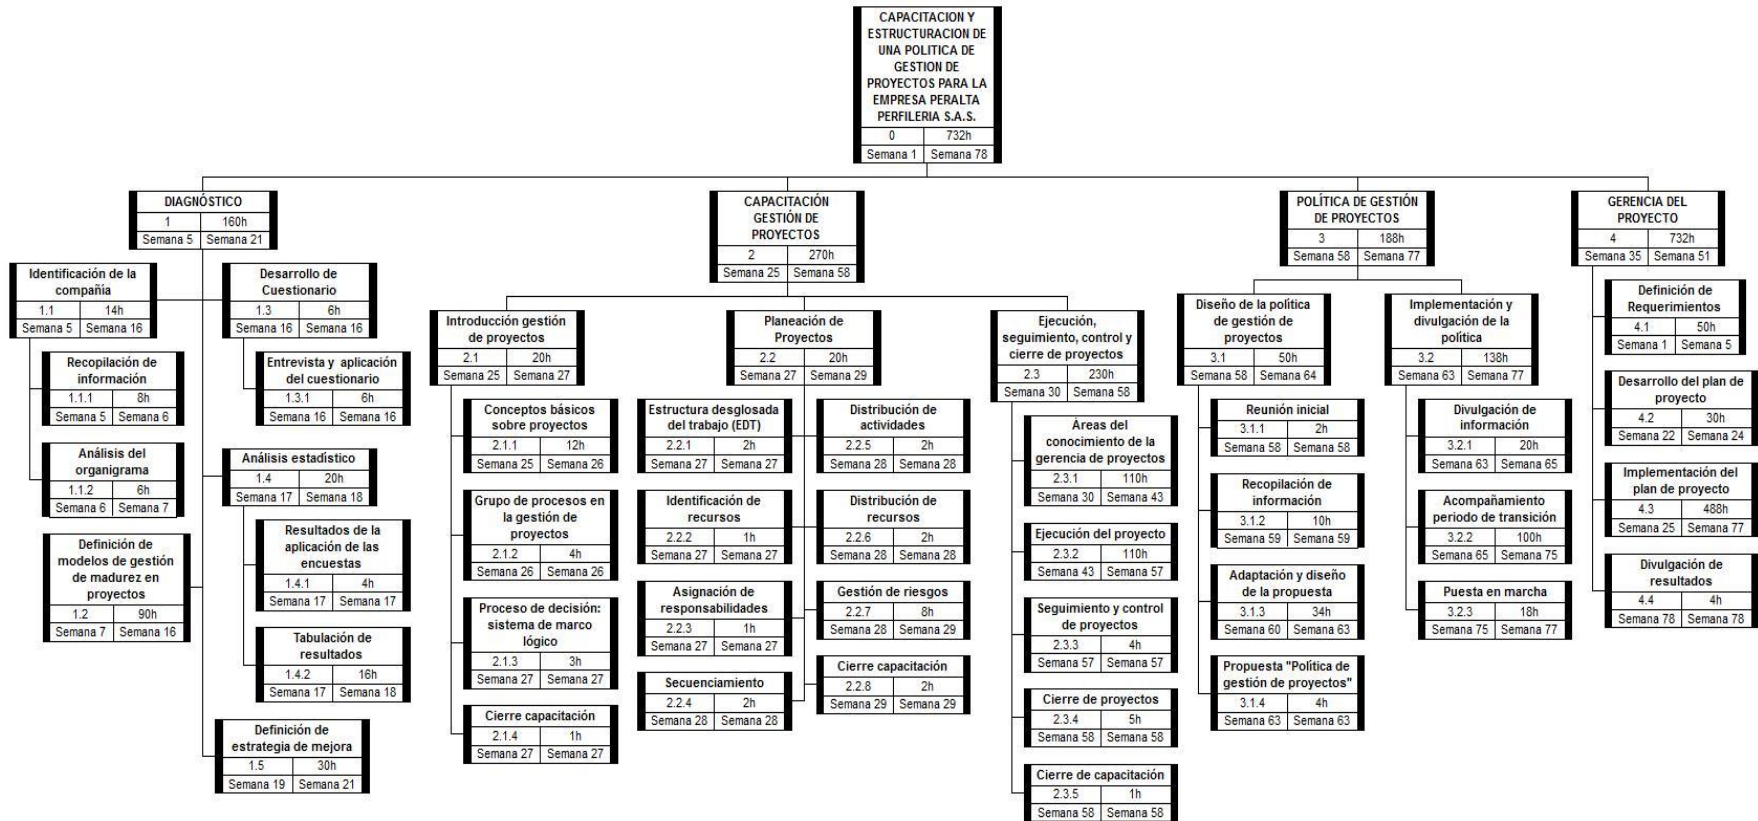 CAPACITACION Y
ESTRUCTURACION DE
UNA POLITICA DE
GESTION DE
PROYECTOS PARA LA
EMPRESA PERALTA
PERFILERIA S.A.S.
0 732h
Semana 1 Semana 78
DIAGNÓSTICO
1 160h
Semana 5 Semana 21
Identificación de la
compañía
1.1 14h
Semana 5 Semana 16
Recopilación de
información
1.1.1 8h
Semana 5 Semana 6
Análisis del
organigrama
1.1.2 6h
Semana 6 Semana 7
Definición de
modelos de gestión
de madurez en
proyectos
1.2 90h
Semana 7 Semana 16
Desarrollo de
Cuestionario
1.3 6h
Semana 16 Semana 16
Entrevista y aplicación
del cuestionario
1.3.1 6h
Semana 16 Semana 16
Análisis estadístico
1.4 20h
Semana 17 Semana 18
Resultados de la
aplicación de las
encuestas
1.4.1 4h
Semana 17 Semana 17
Tabulación de
resultados
1.4.2 16h
Semana 17 Semana 18
Definición de
estrategia de mejora
1.5 30h
Semana 19 Semana 21
CAPACITACIÓN
GESTIÓN DE
PROYECTOS
2 270h
Semana 25 Semana 58
Introducción gestión
de proyectos
2.1 20h
Semana 25 Semana 27
Conceptos básicos
sobre proyectos
2.1.1 12h
Semana 25 Semana 26
Grupo de procesos en
la gestión de
proyectos
2.1.2 4h
Semana 26 Semana 26
Proceso de decisión:
sistema de marco
lógico
2.1.3 3h
Semana 27 Semana 27
Cierre capacitación
2.1.4 1h
Semana 27 Semana 27
Planeación de
Proyectos
2.2 20h
Semana 27 Semana 29
Estructura desglosada
del trabajo (EDT)
2.2.1 2h
Semana 27 Semana 27
Identificación de
recursos
2.2.2 1h
Semana 27 Semana 27
Asignación de
responsabilidades
2.2.3 1h
Semana 27 Semana 27
Secuenciamiento
2.2.4 2h
Semana 28 Semana 28
Distribución de
actividades
2.2.5 2h
Semana 28 Semana 28
Distribución de
recursos
2.2.6 2h
Semana 28 Semana 28
Gestión de riesgos
2.2.7 8h
Semana 28 Semana 29
Cierre capacitación
2.2.8 2h
Semana 29 Semana 29
Ejecución,
seguimiento, control y
cierre de proyectos
2.3 230h
Semana 30 Semana 58
Áreas del
conocimiento de la
gerencia de proyectos
2.3.1 110h
Semana 30 Semana 43
Ejecución del proyecto
2.3.2 110h
Semana 43 Semana 57
Seguimiento y control
de proyectos
2.3.3 4h
Semana 57 Semana 57
Cierre de proyectos
2.3.4 5h
Semana 58 Semana 58
Cierre de capacitación
2.3.5 1h
Semana 58 Semana 58
POLÍTICA DE GESTIÓN
DE PROYECTOS
3 188h
Semana 58 Semana 77
Diseño de la política
de gestión de
proyectos
3.1 50h
Semana 58 Semana 64
Reunión inicial
3.1.1 2h
Semana 58 Semana 58
Recopilación de
información
3.1.2 10h
Semana 59 Semana 59
Adaptación y diseño
de la propuesta
3.1.3 34h
Semana 60 Semana 63
Propuesta "Política de
gestión de proyectos"
3.1.4 4h
Semana 63 Semana 63
Implementación y
divulgación de la
política
3.2 138h
Semana 63 Semana 77
Divulgación de
información
3.2.1 20h
Semana 63 Semana 65
Acompañamiento
periodo de transición
3.2.2 100h
Semana 65 Semana 75
Puesta en marcha
3.2.3 18h
Semana 75 Semana 77
GERENCIA DEL
PROYECTO
4 732h
Semana 35 Semana 51
Definición de
Requerimientos
4.1 50h
Semana 1 Semana 5
Desarrollo del plan de
proyecto
4.2 30h
Semana 22 Semana 24
Implementación del
plan de proyecto
4.3 488h
Semana 25 Semana 77
Divulgación de
resultados
4.4 4h
Semana 78 Semana 78